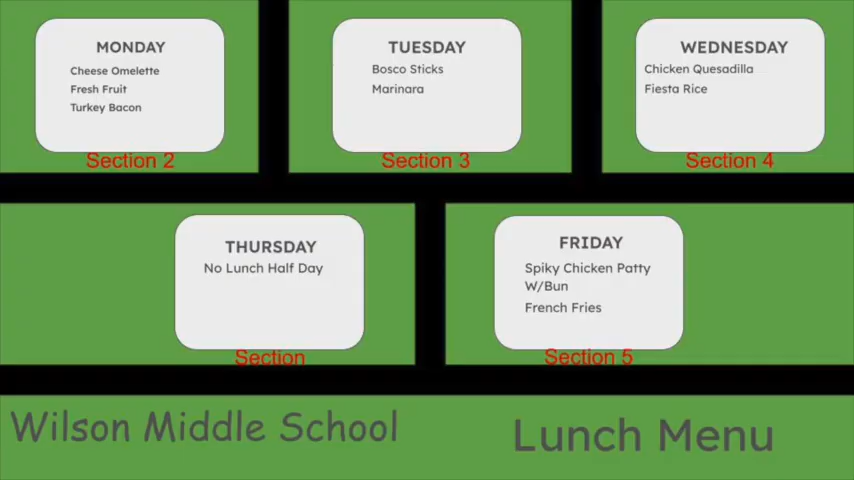 MONDAY
Cheese Omelette
Fresh Fruit
Turkey Bacon
Section 2
TUESDAY
Bosco Sticks
Marinara
Section 3
WEDNESDAY
Chicken Quesadilla
Fiesta Rice
Section 4
THURSDAY
No Lunch Half Day
Section
FRIDAY
Spiky Chicken Patty
W/Bun
French Fries
Section 5
Wilson Middle School
Lunch Menu